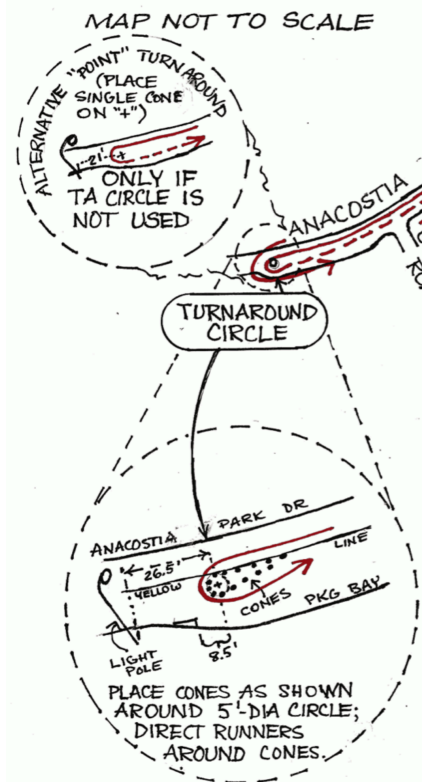 MAP NOT TO SCALE
ALTERNATIVE "POINT" TURNAROUND
(PLACE
SINGLE CONE
ON "+")
21'
+
ONLY IF
TA CIRCLE IS
NOT USED
ANACOSTIA
TURNAROUND
CIRCLE
ANACOSTIA PARK DR
26.5'
YELLOW LINE
+
CONES
PKG BAY
8.5'
LIGHT
POLE
PLACE CONES AS SHOWN
AROUND 5'-DIA CIRCLE;
DIRECT RUNNERS
AROUND CONES.